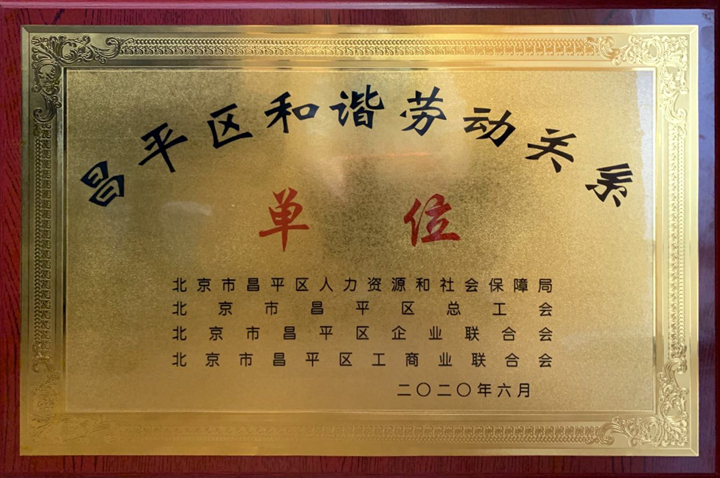 昌平区和谐劳动关系
单位
北京市昌平区人力资源和社会保障局
北京市昌平区总工会
北京市昌平区企业联合会
北京市昌平区工商业联合会
二〇二〇年六月